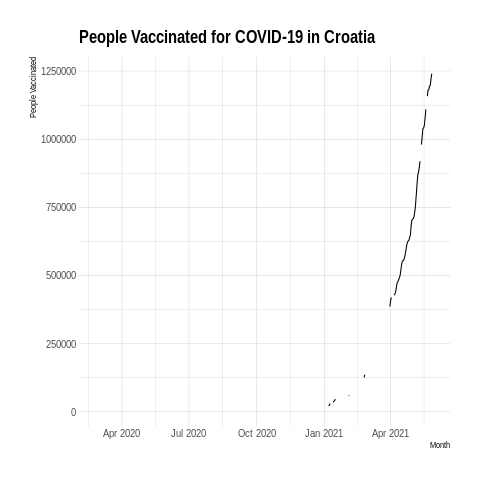 People Vaccinated for COVID-19 in Croatia
People Vaccinated
1250000
1000000
750000
500000
250000
0
Apr 2020 Jul 2020 Oct 2020 Jan 2021 Apr 2021
Month